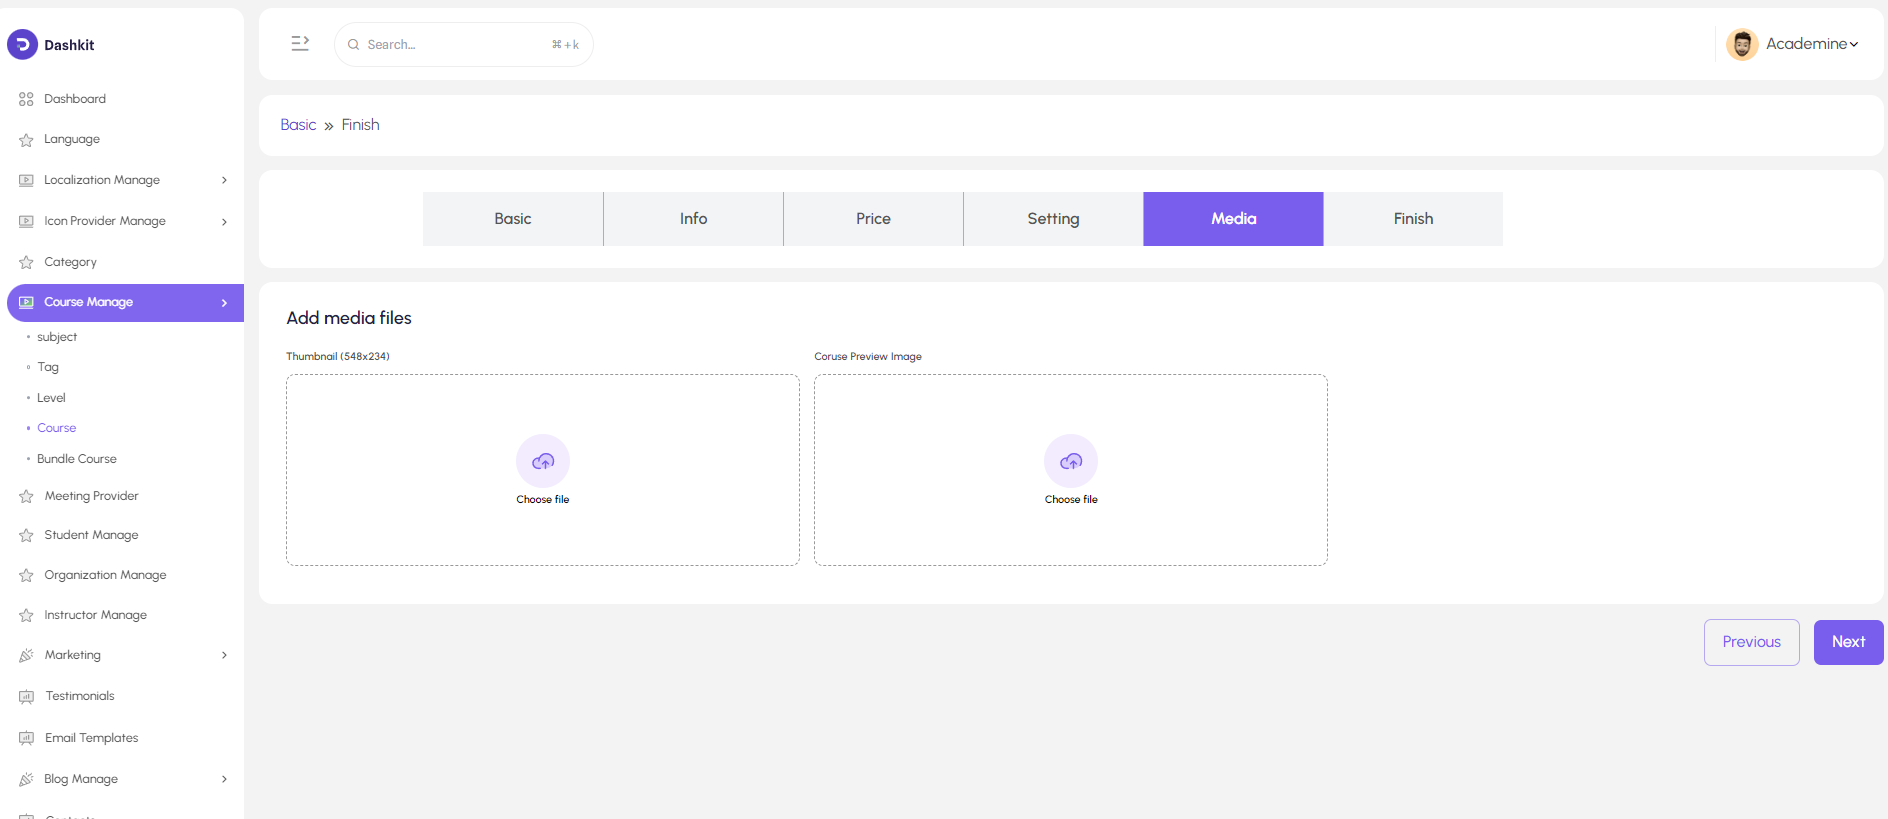 Dashkit
Search...
⌘+k
Academine
Dashboard
Language
Localization Manage
Icon Provider Manage
Category
Course Manage
subject
Tag
Level
Course
Bundle Course
Meeting Provider
Student Manage
Organization Manage
Instructor Manage
Marketing
Testimonials
Email Templates
Blog Manage
Basic » Finish
Basic
Info
Price
Setting
Media
Finish
Add media files
Thumbnail (548x234)
Coruse Preview Image
Choose file
Choose file
Previous
Next